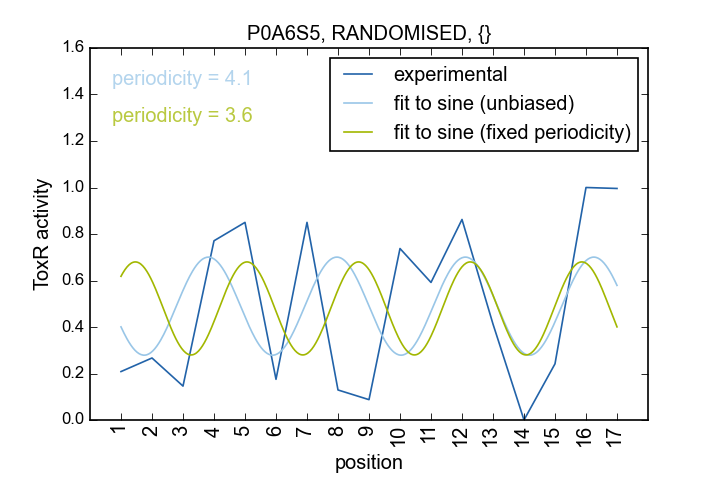 P0A6S5, RANDOMISED, {}
periodicity = 4.1
periodicity = 3.6
experimental
fit to sine (unbiased)
fit to sine (fixed periodicity)
ToxR activity
1.6
1.4
1.2
1.0
0.8
0.6
0.4
0.2
0.0
1 2 3 4 5 6 7 8 9 10 11 12 13 14 15 16 17
position